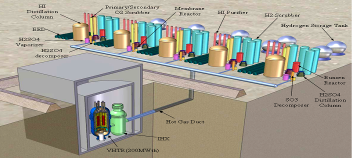 HI
Distillation
Column
Primary/Secondary
O2 Scrubber
Membrane
Reactor
HI Purifier
H2 Scrubber
Hydrogen Storage Tank
H2SO4
Vaporizer
H2SO4
decomposer
Bunsen
Reactor
SO3
Decomposer
H2SO4
Distillation
Column
Hot Gas Duct
IHX
VHTR(200MWth)